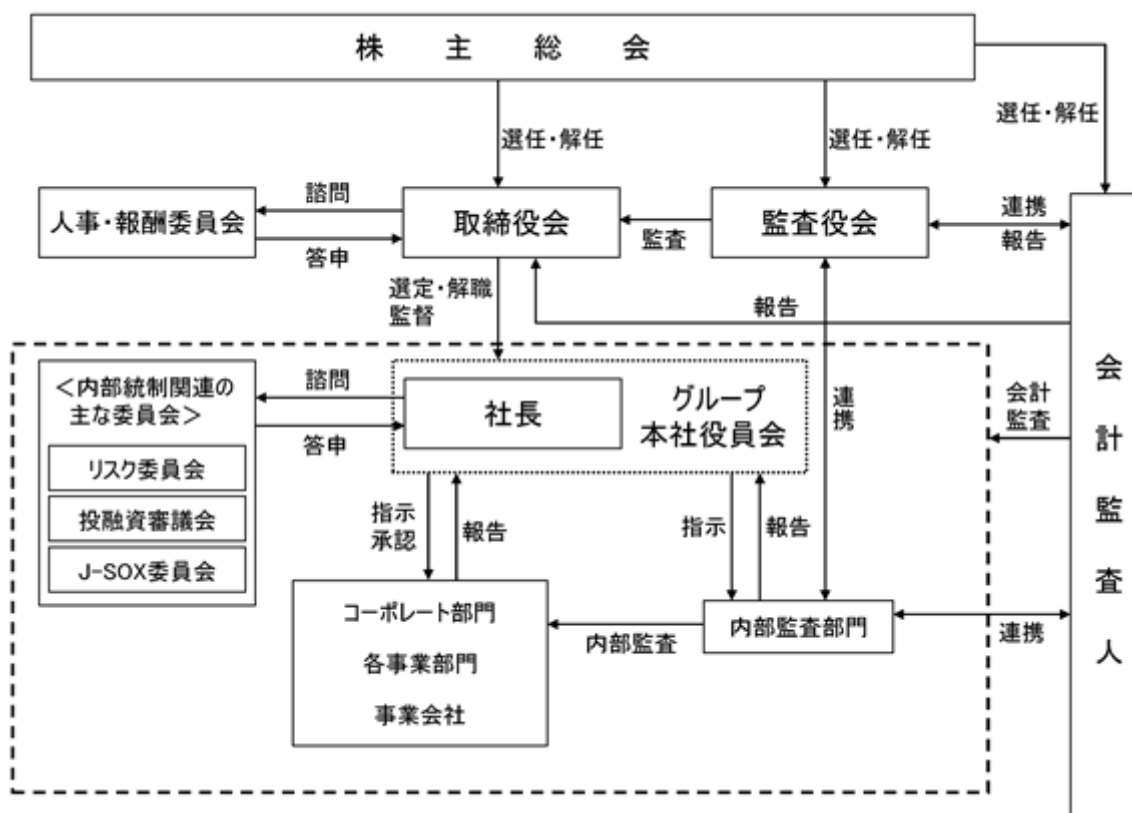 株主総会
選任・解任
選任・解任
選任・解任
人事・報酬委員会
諮問
答申
取締役会
監査
監査役会
連携
報告
選定・解職
監督
報告
＜内部統制関連の
主な委員会＞
リスク委員会
投融資審議会
J-SOX委員会
諮問
答申
社長
グループ
本社役員会
連携
会計
監査
会計監査人
指示
承認
報告
指示
報告
コーポレート部門
各事業部門
事業会社
内部監査
内部監査部門
連携